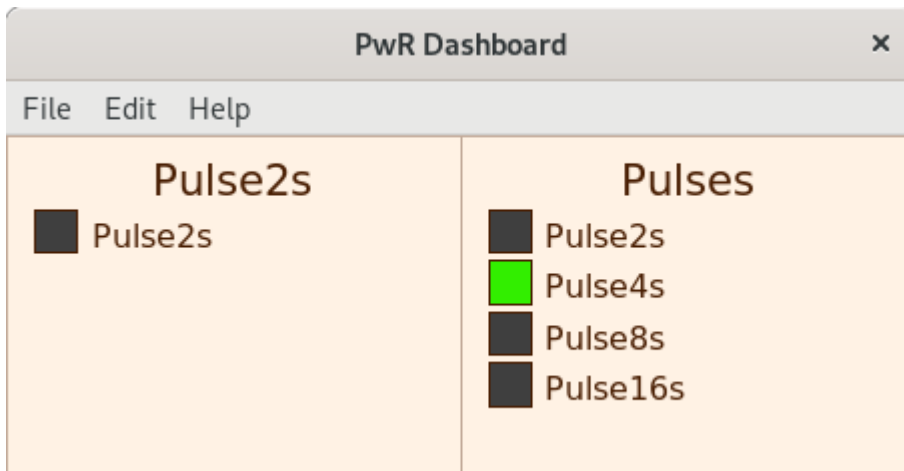 PwR Dashboard
File Edit Help
Pulse2s
Pulse2s
Pulses
Pulse2s
Pulse4s
Pulse8s
Pulse16s